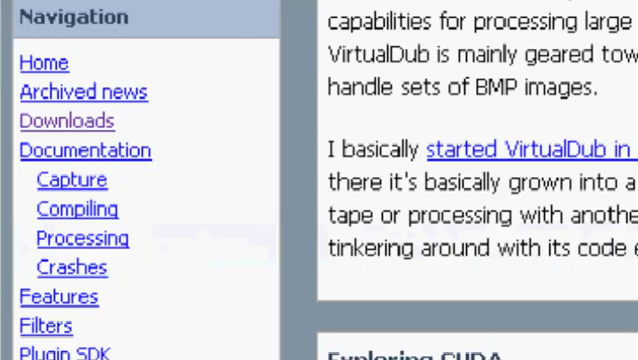 Navigation
Home
Archived news
Downloads
Documentation
Capture
Compiling
Processing
Crashes
Features
Filters
Plugin SDK
capabilities for processing large
VirtualDub is mainly geared tow
handle sets of BMP images.
I basically started VirtualDub in
there it's basically grown into a
tape or processing with anothe
tinkering around with its code e
Exploring CUDA